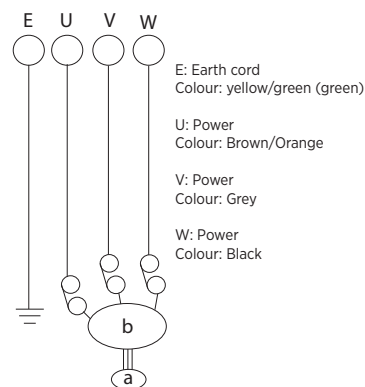 E U V W
E: Earth cord
Colour: yellow/green (green)
U: Power
Colour: Brown/Orange
V: Power
Colour: Grey
W: Power
Colour: Black
b
a